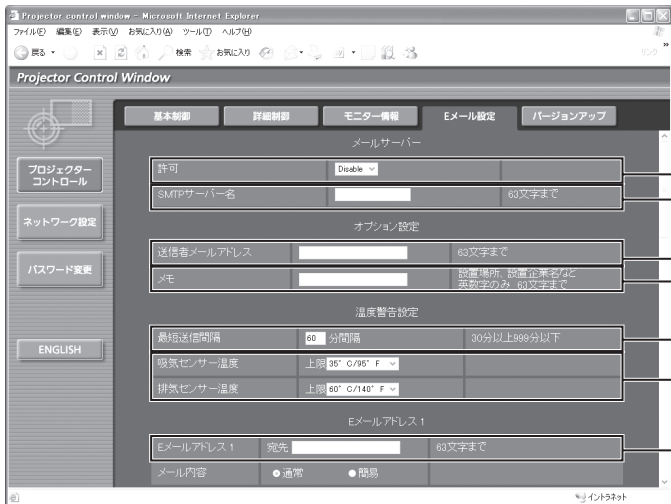 Projector control window - Microsoft Internet Explorer
ファイル(F) 編集(E) 表示(V) お気に入り(A) ツール(T) ヘルプ(H)
戻る 検索 お気に入り リンク »
Projector Control Window
基本制御 詳細制御 モニター情報 Eメール設定 バージョンアップ
プロジェクター
コントロール
ネットワーク設定
パスワード変更
ENGLISH
メールサーバー
許可 Disable
SMTPサーバー名 63文字まで
オプション設定
送信者メールアドレス 63文字まで
メモ 設置場所、設置企業名など
英数字のみ 63文字まで
温度警告設定
最短送信間隔 60 分間隔 30分以上999分以下
吸気センサー温度 上限 35°C/95°F
排気センサー温度 上限 60°C/140°F
Eメールアドレス 1
Eメールアドレス 1 宛先 63文字まで
メール内容 通常 簡易
イントラネット